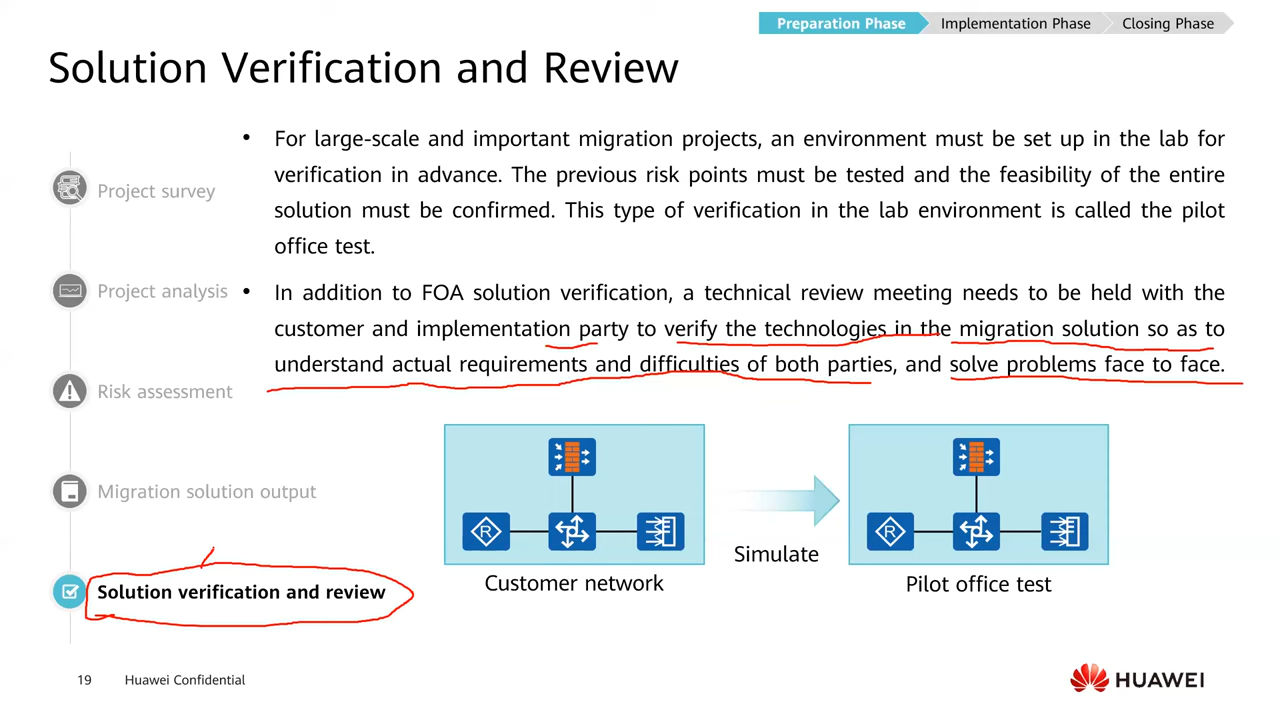 Preparation Phase
Implementation Phase
Closing Phase
Solution Verification and Review
• For large-scale and important migration projects, an environment must be set up in the lab for
verification in advance. The previous risk points must be tested and the feasibility of the entire
solution must be confirmed. This type of verification in the lab environment is called the pilot
office test.
• In addition to FOA solution verification, a technical review meeting needs to be held with the
customer and implementation party to verify the technologies in the migration solution so as to
understand actual requirements and difficulties of both parties, and solve problems face to face.
Project survey
Project analysis
Risk assessment
Migration solution output
Solution verification and review
R
Customer network
Simulate
R
Pilot office test
19
Huawei Confidential
HUAWEI